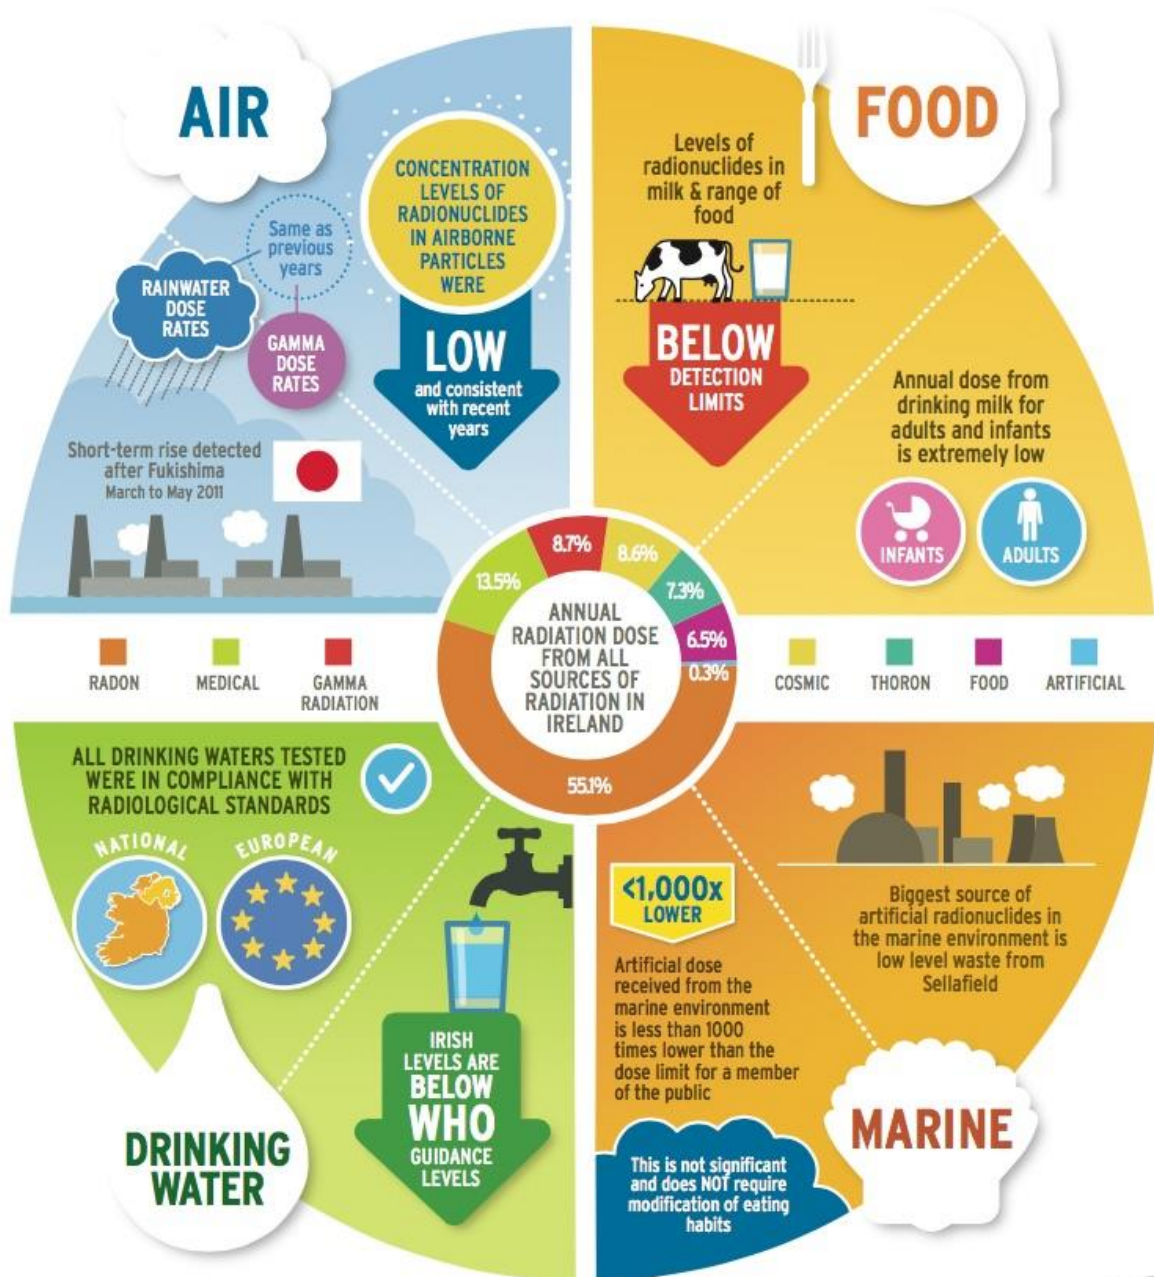 AIR
CONCENTRATION
LEVELS OF
RADIONUCLIDES
IN AIRBORNE
PARTICLES
WERE
LOW
and consistent
with recent
years
Same as
previous
years
RAINWATER
DOSE
RATES
GAMMA
DOSE
RATES
Short-term rise detected
after Fukishima
March to May 2011
FOOD
Levels of
radionuclides in
milk & range of
food
BELOW
DETECTION
LIMITS
Annual dose from
drinking milk for
adults and infants
is extremely low
INFANTS
ADULTS
13.5%
8.7%
8.6%
7.3%
6.5%
0.3%
55.1%
ANNUAL
RADIATION DOSE
FROM ALL
SOURCES OF
RADIATION IN
IRELAND
RADON
MEDICAL
GAMMA
RADIATION
COSMIC
THORON
FOOD
ARTIFICIAL
ALL DRINKING WATERS TESTED
WERE IN COMPLIANCE WITH
RADIOLOGICAL STANDARDS
NATIONAL
EUROPEAN
IRISH
LEVELS ARE
BELOW
WHO
GUIDANCE
LEVELS
DRINKING
WATER
<1,000x
LOWER
Artificial dose
received from the
marine environment
is less than 1000
times lower than the
dose limit for a member
of the public
This is not significant
and does NOT require
modification of eating
habits
Biggest source of
artificial radionuclides in
the marine environment is
low level waste from
Sellafield
MARINE